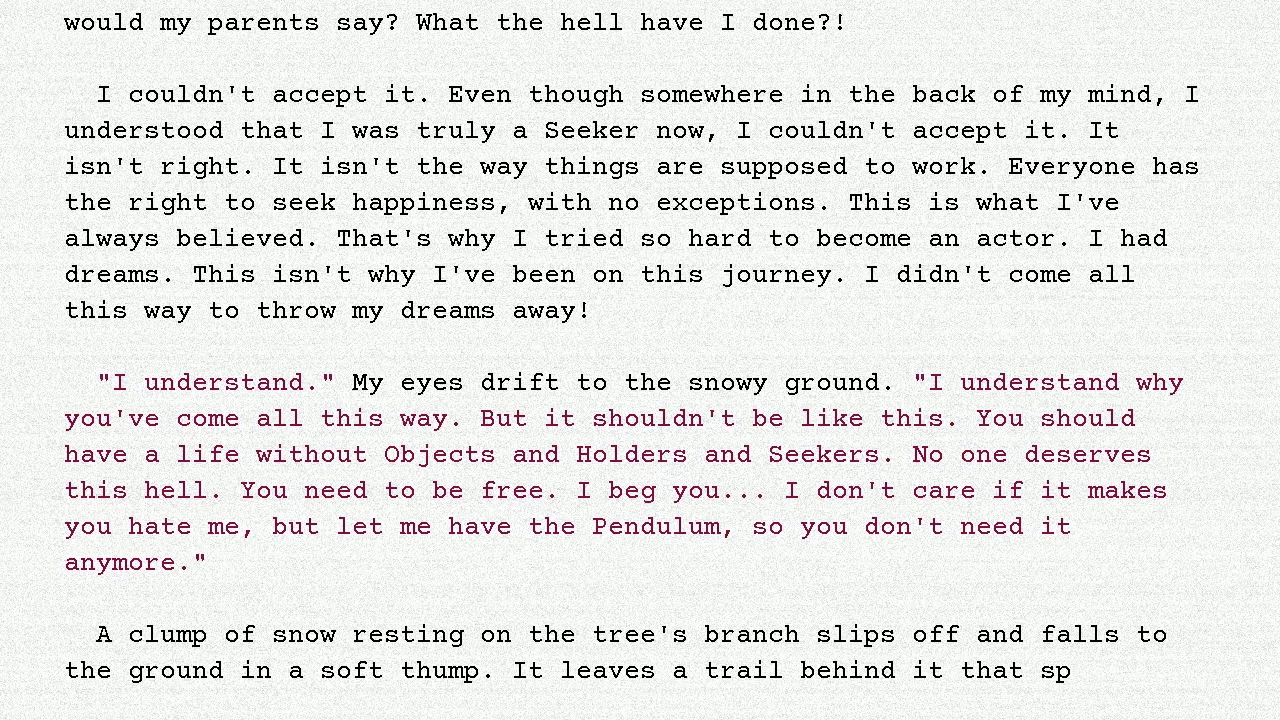 would my parents say? What the hell have I done?!
I couldn't accept it. Even though somewhere in the back of my mind, I
understood that I was truly a Seeker now, I couldn't accept it. It
isn't right. It isn't the way things are supposed to work. Everyone has
the right to seek happiness, with no exceptions. This is what I've
always believed. That's why I tried so hard to become an actor. I had
dreams. This isn't why I've been on this journey. I didn't come all
this way to throw my dreams away!
"I understand." My eyes drift to the snowy ground. "I understand why
you've come all this way. But it shouldn't be like this. You should
have a life without Objects and Holders and Seekers. No one deserves
this hell. You need to be free. I beg you... I don't care if it makes
you hate me, but let me have the Pendulum, so you don't need it
anymore."
A clump of snow resting on the tree's branch slips off and falls to
the ground in a soft thump. It leaves a trail behind it that sp